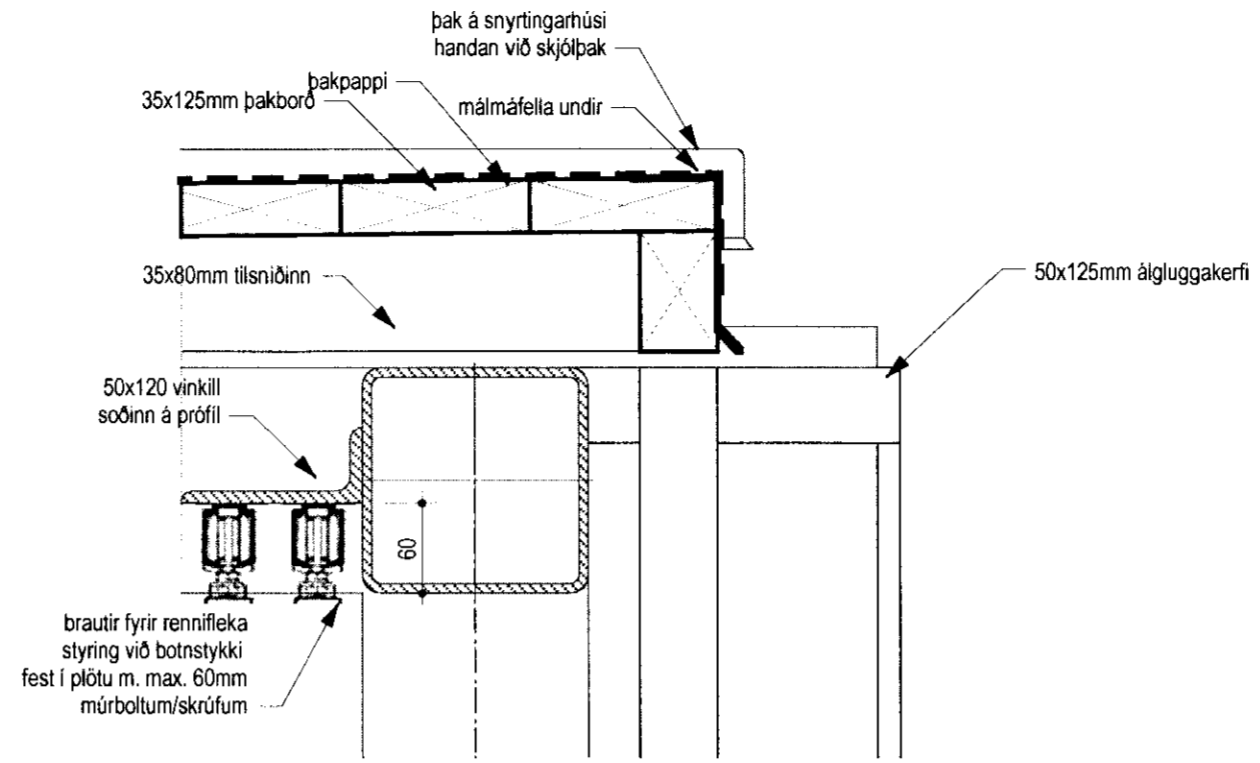 þak á snyrtingarhúsi
handan við skjólþak
þakpappi
35x125mm þakborð
málmáfella undir
35x80mm tilsniðinn
50x125mm álgluggakerfi
50x120 vinkill
soðinn á prófíl
60
brautir fyrir rennifleka
styring við botnstykki
fest í plötu m. max. 60mm
múrboltum/skrúfum